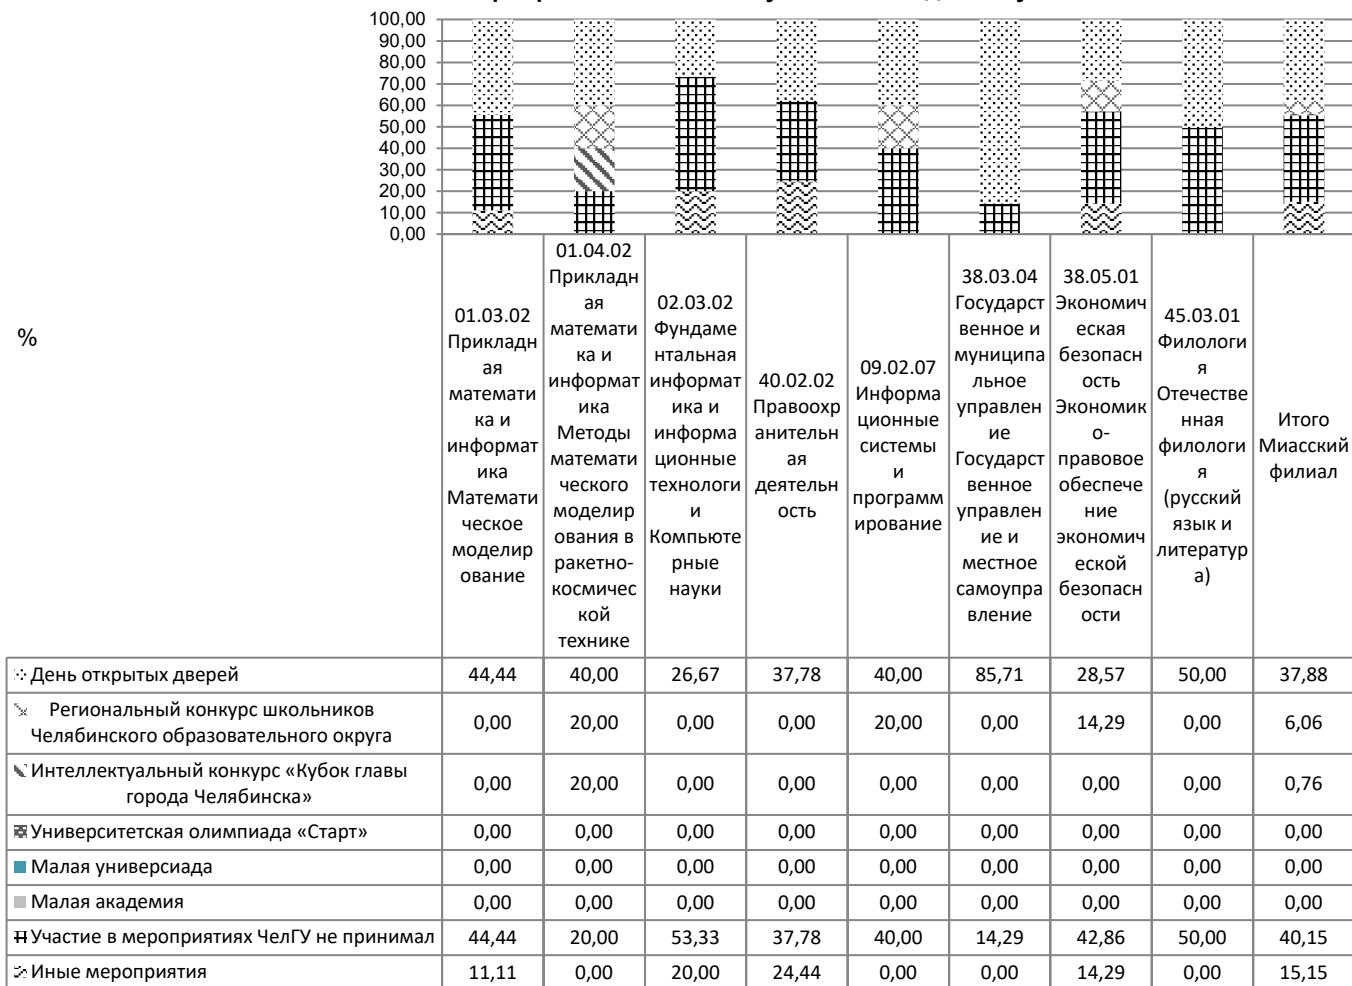 100,00
90,00
80,00
70,00
60,00
50,00
40,00
30,00
20,00
10,00
0,00
%
01.03.02
Прикладн
ая
математи
ка и
информат
ика
Математи
ческое
моделир
ование
01.04.02
Прикладн
ая
математи
ка и
информат
ика
Методы
математи
ческого
моделир
ования в
ракетно-
космичес
кой
технике
02.03.02
Фундаме
нтальная
информат
ика и
информа
ционные
технологи
и
Компьюте
рные
науки
40.02.02
Правоохр
анительн
ая
деятельн
ость
09.02.07
Информа
ционные
системы
и
программ
ирование
38.03.04
Государст
венное и
муниципа
льное
управлен
ие
Государст
венное
управлен
ие и
местное
самоупра
вление
38.05.01
Экономич
еская
безопасн
ость
Экономик
о-
правовое
обеспече
ние
экономич
еской
безопасн
ости
45.03.01
Филологи
я
Отечестве
нная
филологи
я
(русский
язык и
литератур
а)
Итого
Миасский
филиал
День открытых дверей 44,44 40,00 26,67 37,78 40,00 85,71 28,57 50,00 37,88
Региональный конкурс школьников
Челябинского образовательного округа 0,00 20,00 0,00 0,00 20,00 0,00 14,29 0,00 6,06
Интеллектуальный конкурс «Кубок главы
города Челябинска» 0,00 20,00 0,00 0,00 0,00 0,00 0,00 0,00 0,76
Университетская олимпиада «Старт» 0,00 0,00 0,00 0,00 0,00 0,00 0,00 0,00 0,00
Малая универсиада 0,00 0,00 0,00 0,00 0,00 0,00 0,00 0,00 0,00
Малая академия 0,00 0,00 0,00 0,00 0,00 0,00 0,00 0,00 0,00
Участие в мероприятиях ЧелГУ не принимал 44,44 20,00 53,33 37,78 40,00 14,29 42,86 50,00 40,15
Иные мероприятия 11,11 0,00 20,00 24,44 0,00 0,00 14,29 0,00 15,15